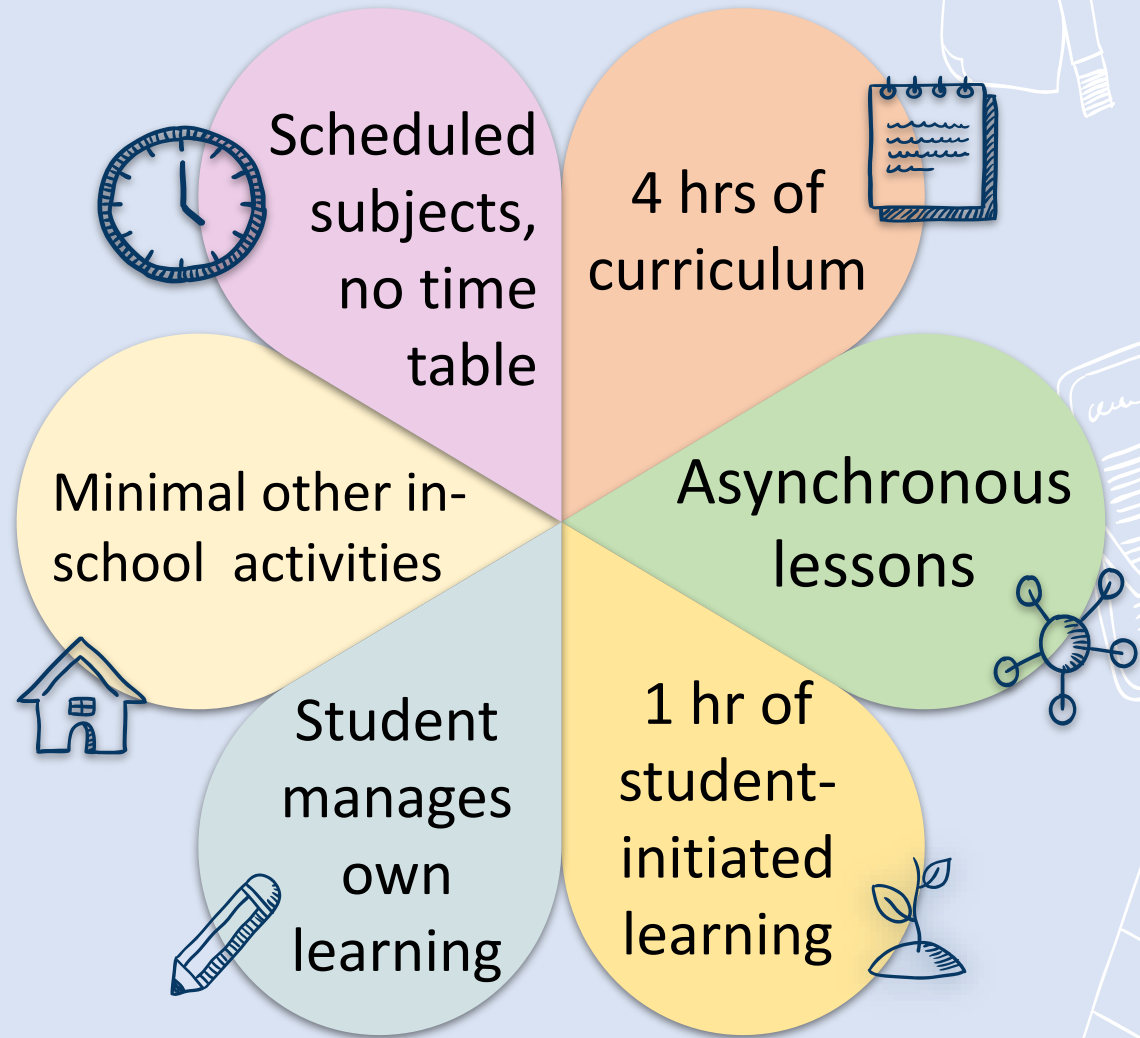 Scheduled
subjects,
no time
table
4 hrs of
curriculum
Asynchronous
lessons
1 hr of
student-
initiated
learning
Student
manages
own
learning
Minimal other in-
school  activities